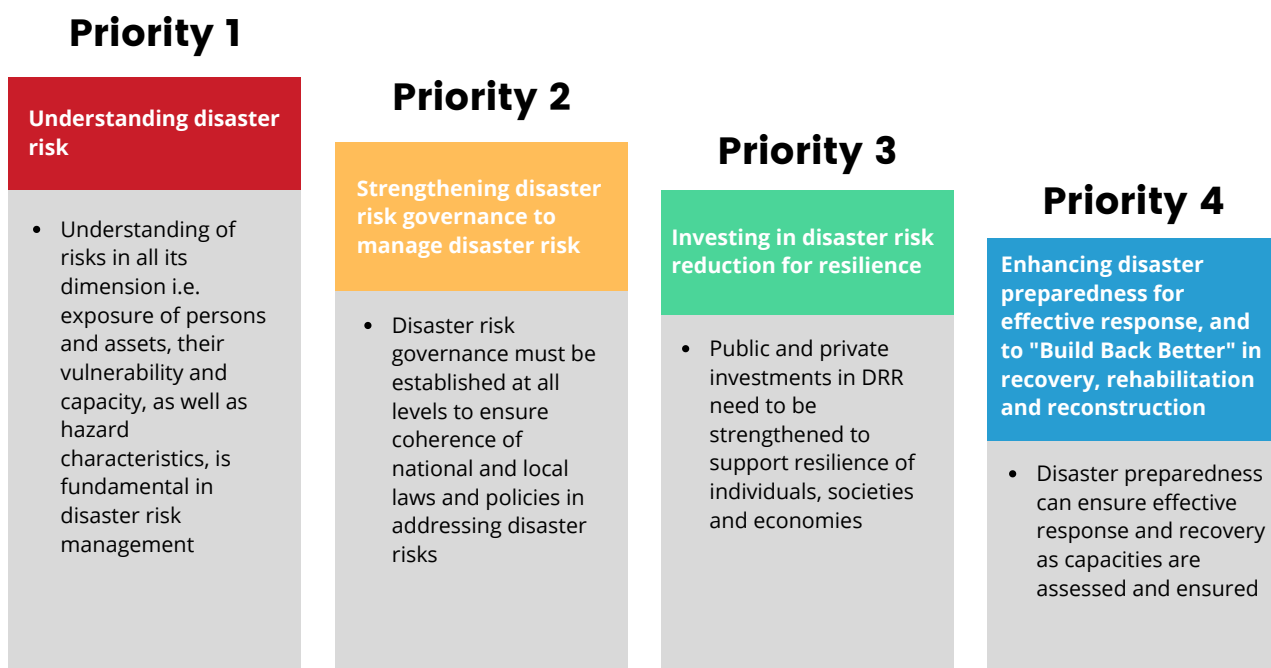 Priority 1
Understanding disaster
risk
• Understanding of
risks in all its
dimension i.e.
exposure of persons
and assets, their
vulnerability and
capacity, as well as
hazard
characteristics, is
fundamental in
disaster risk
management
Priority 2
Strengthening disaster
risk governance to
manage disaster risk
• Disaster risk
governance must be
established at all
levels to ensure
coherence of
national and local
laws and policies in
addressing disaster
risks
Priority 3
Investing in disaster risk
reduction for resilience
• Public and private
investments in DRR
need to be
strengthened to
support resilience of
individuals, societies
and economies
Priority 4
Enhancing disaster
preparedness for
effective response, and
to "Build Back Better" in
recovery, rehabilitation
and reconstruction
• Disaster preparedness
can ensure effective
response and recovery
as capacities are
assessed and ensured